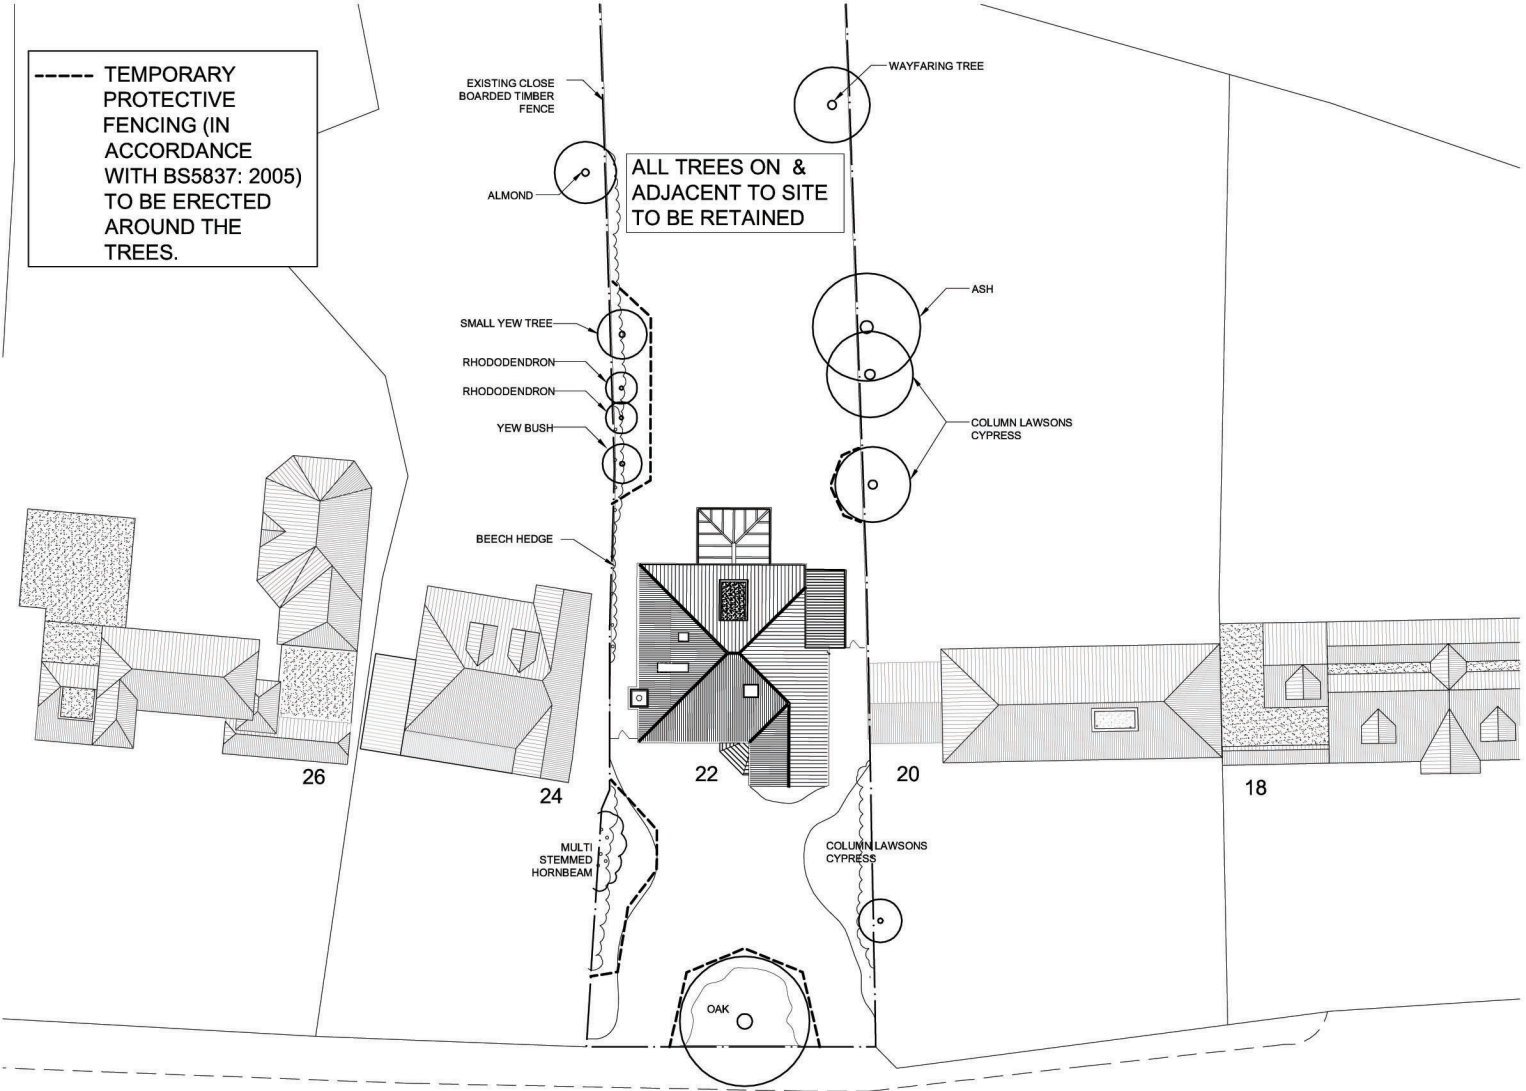 TEMPORARY
PROTECTIVE
FENCING (IN
ACCORDANCE
WITH BS5837: 2005)
TO BE ERECTED
AROUND THE
TREES.
EXISTING CLOSE
BOARDED TIMBER
FENCE
WAYFARING TREE
ALMOND
ALL TREES ON &
ADJACENT TO SITE
TO BE RETAINED
ASH
SMALL YEW TREE
RHODODENDRON
RHODODENDRON
YEW BUSH
COLUMN LAWSONS
CYPRESS
BEECH HEDGE
26
24
22
20
18
MULTI
STEMMED
HORNBEAM
COLUMN LAWSONS
CYPRESS
OAK